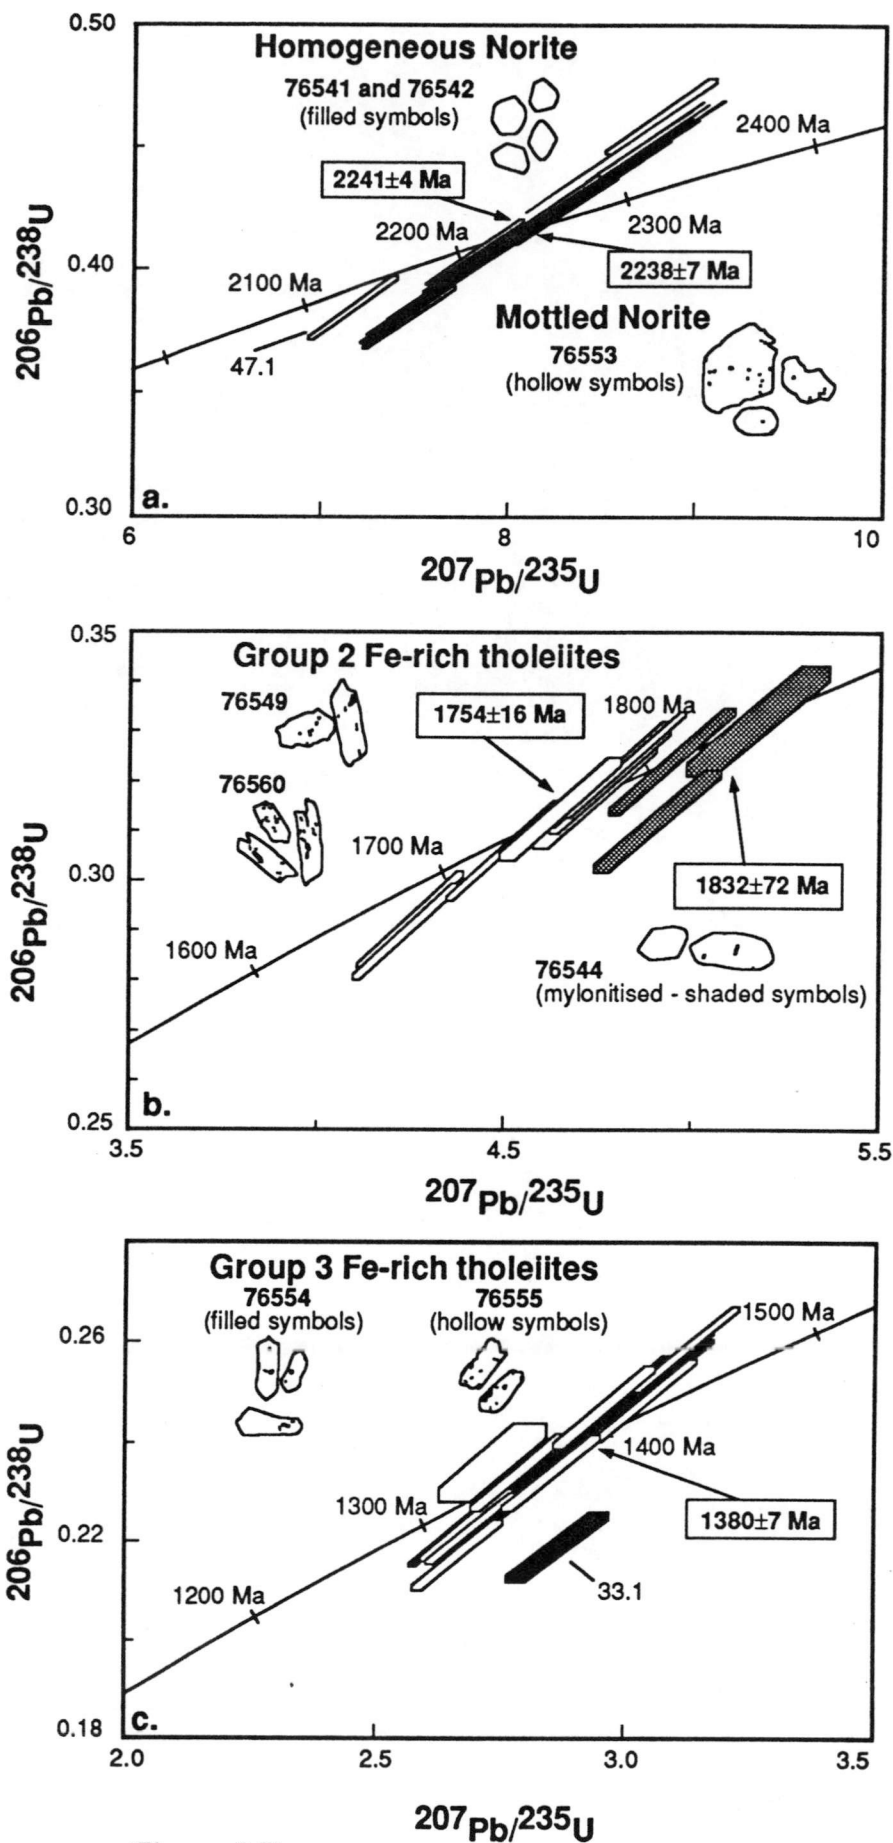 0.50
Homogeneous Norite
76541 and 76542
(filled symbols)
2400 Ma
2241±4 Ma
2300 Ma
2200 Ma
2238±7 Ma
0.40
2100 Ma
Mottled Norite
76553
(hollow symbols)
47.1
206Pb/238U
0.30
a.
6
8
10
207Pb/235U
0.35
Group 2 Fe-rich tholeiites
76549
1754±16 Ma
1800 Ma
76560
1700 Ma
0.30
1832±72 Ma
1600 Ma
76544
(mylonitised - shaded symbols)
206Pb/238U
0.25
b.
3.5
4.5
5.5
207Pb/235U
Group 3 Fe-rich tholeiites
76554
(filled symbols)
76555
(hollow symbols)
1500 Ma
0.26
1400 Ma
1300 Ma
1380±7 Ma
0.22
33.1
1200 Ma
206Pb/238U
0.18
c.
2.0
2.5
3.0
3.5
207Pb/235U